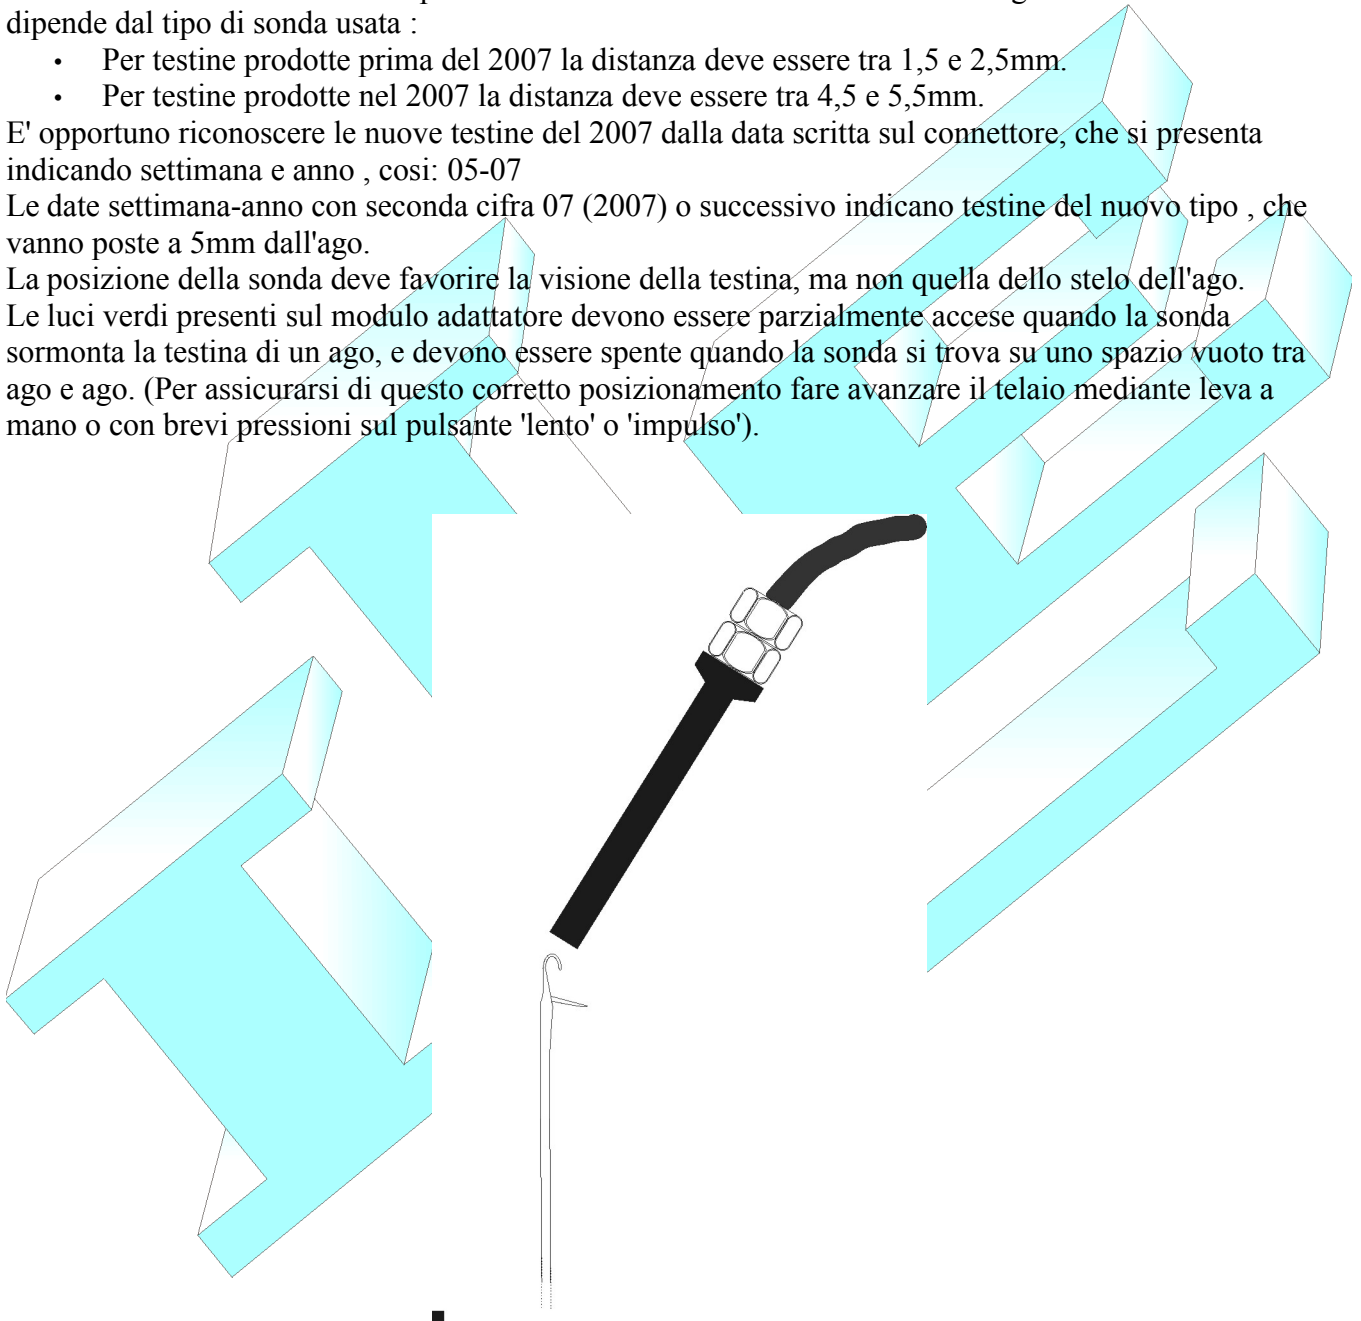 dipende dal tipo di sonda usata :
• Per testine prodotte prima del 2007 la distanza deve essere tra 1,5 e 2,5mm.
• Per testine prodotte nel 2007 la distanza deve essere tra 4,5 e 5,5mm.
E' opportuno riconoscere le nuove testine del 2007 dalla data scritta sul connettore, che si presenta
indicando settimana e anno , cosi: 05-07
Le date settimana-anno con seconda cifra 07 (2007) o successivo indicano testine del nuovo tipo , che
vanno poste a 5mm dall'ago.
La posizione della sonda deve favorire la visione della testina, ma non quella dello stelo dell'ago.
Le luci verdi presenti sul modulo adattatore devono essere parzialmente accese quando la sonda
sormonta la testina di un ago, e devono essere spente quando la sonda si trova su uno spazio vuoto tra
ago e ago. (Per assicurarsi di questo corretto posizionamento fare avanzare il telaio mediante leva a
mano o con brevi pressioni sul pulsante 'lento' o 'impulso').